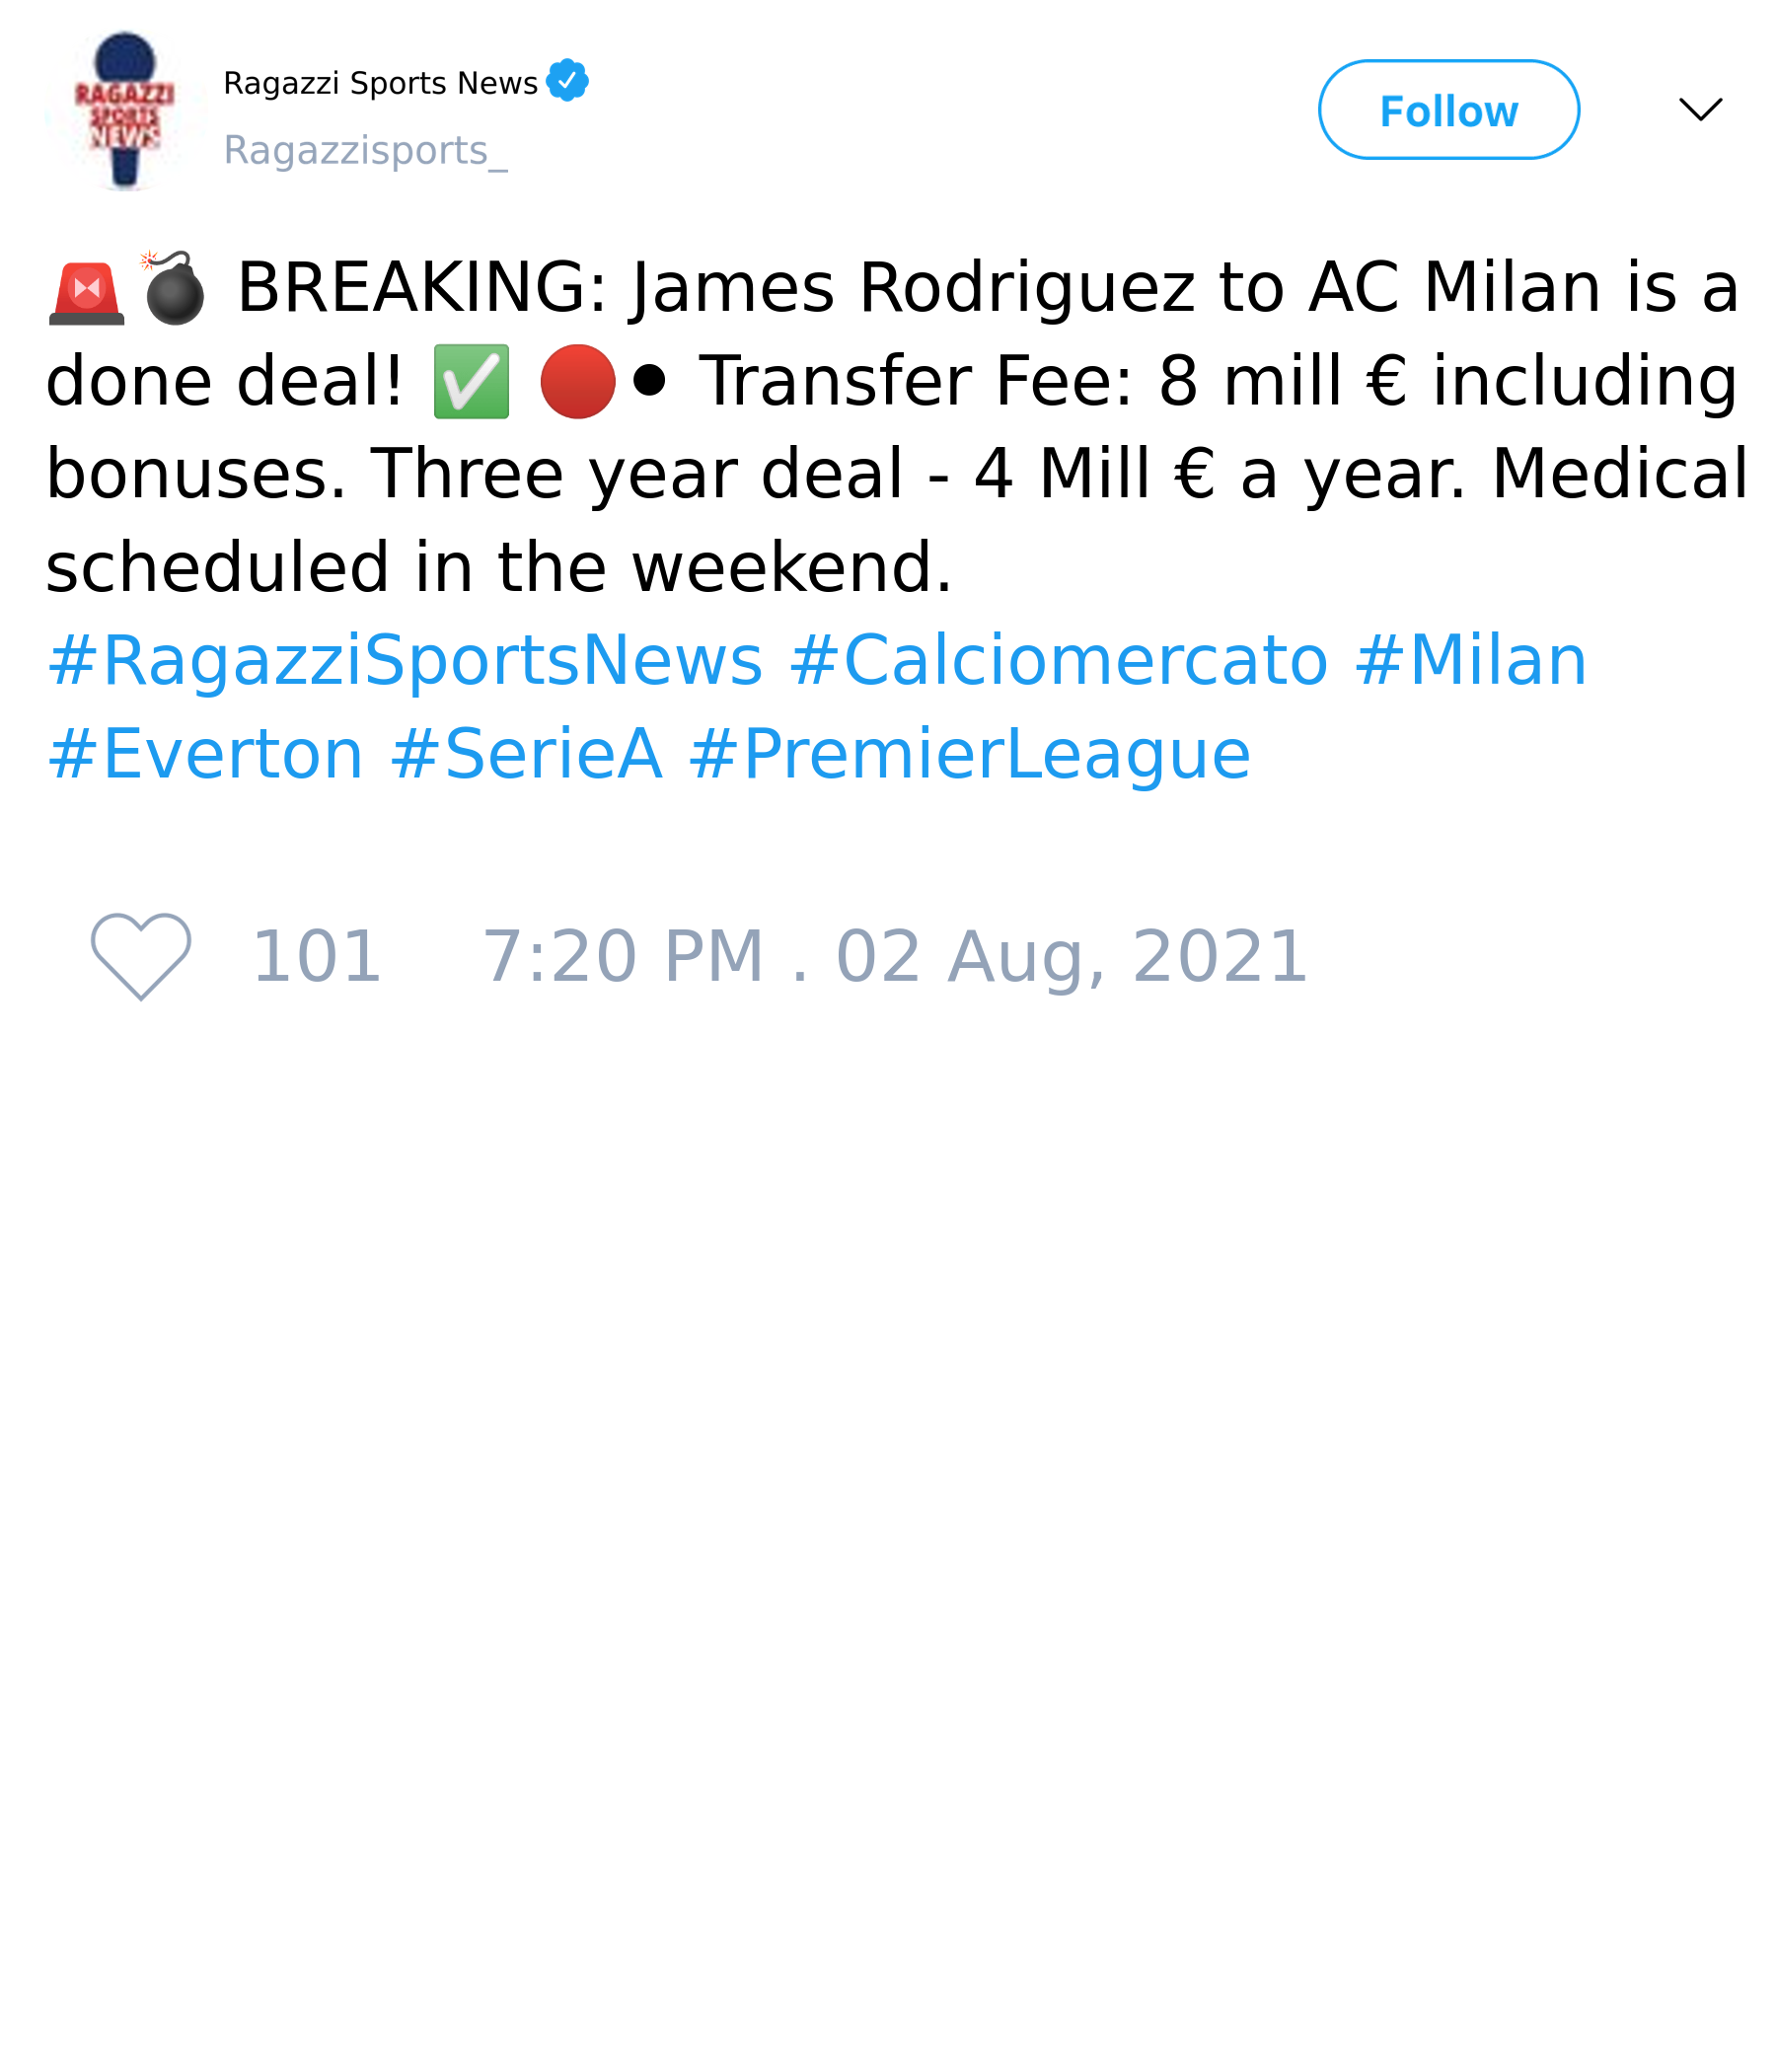 RAGAZZI
SPORTS
NEWS
Ragazzi Sports News
Ragazzisports_
Follow
🚨💣 BREAKING: James Rodriguez to AC Milan is a
done deal! ✅ 🔴⚫ Transfer Fee: 8 mill € including
bonuses. Three year deal - 4 Mill € a year. Medical
scheduled in the weekend.
#RagazziSportsNews #Calciomercato #Milan
#Everton #SerieA #PremierLeague
101 7:20 PM . 02 Aug, 2021